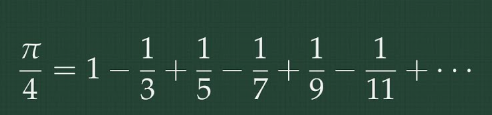 π/4 = 1 − 1/3 + 1/5 − 1/7 + 1/9 − 1/11 + ⋯